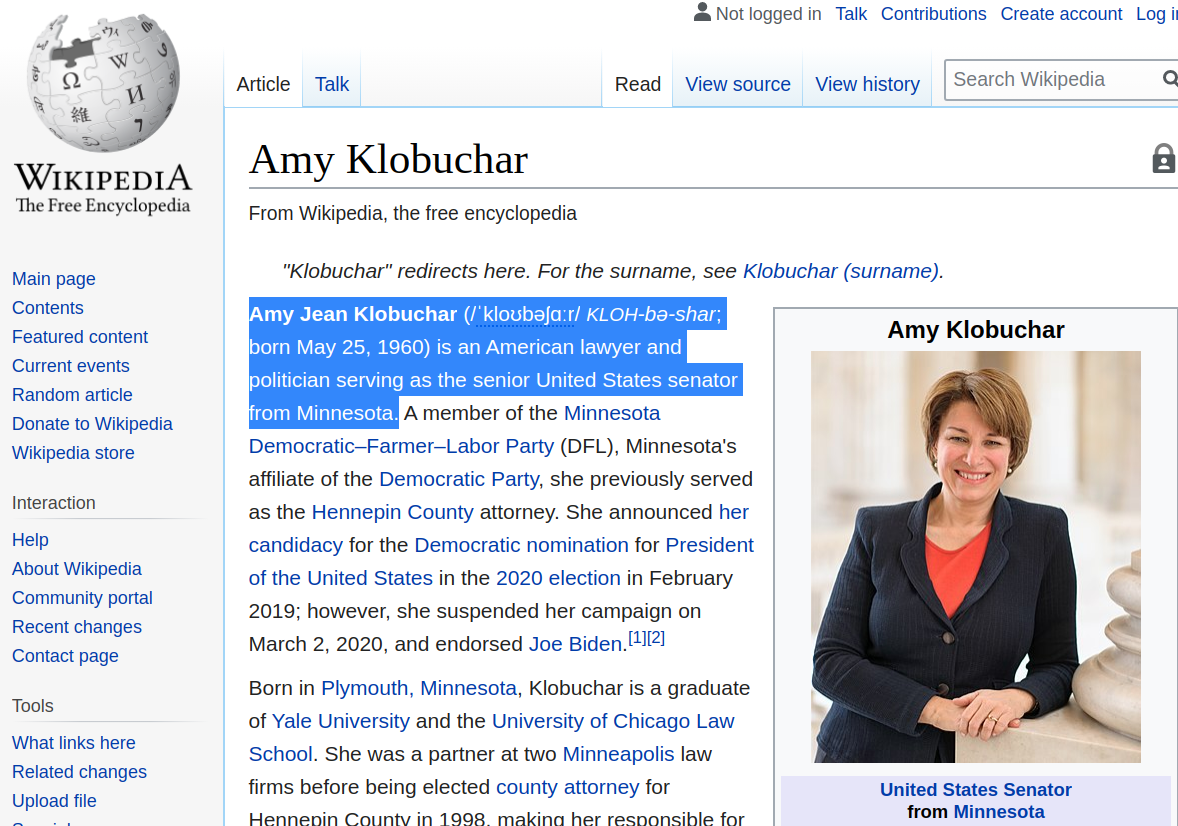 Not logged in Talk Contributions Create account Log
Article Talk Read View source View history Search Wikipedia
WIKIPEDIA
The Free Encyclopedia
Amy Klobuchar
From Wikipedia, the free encyclopedia
"Klobuchar" redirects here. For the surname, see Klobuchar (surname).
Main page
Contents
Featured content
Current events
Random article
Donate to Wikipedia
Wikipedia store
Interaction
Help
About Wikipedia
Community portal
Recent changes
Contact page
Tools
What links here
Related changes
Upload file
Amy Jean Klobuchar (/ˈkloʊbəʃɑːr/ KLOH-bə-shar;
born May 25, 1960) is an American lawyer and
politician serving as the senior United States senator
from Minnesota. A member of the Minnesota
Democratic–Farmer–Labor Party (DFL), Minnesota's
affiliate of the Democratic Party, she previously served
as the Hennepin County attorney. She announced her
candidacy for the Democratic nomination for President
of the United States in the 2020 election in February
2019; however, she suspended her campaign on
March 2, 2020, and endorsed Joe Biden.[1][2]
Born in Plymouth, Minnesota, Klobuchar is a graduate
of Yale University and the University of Chicago Law
School. She was a partner at two Minneapolis law
firms before being elected county attorney for
Hennepin County in 1998, making her responsible for
Amy Klobuchar
United States Senator
from Minnesota